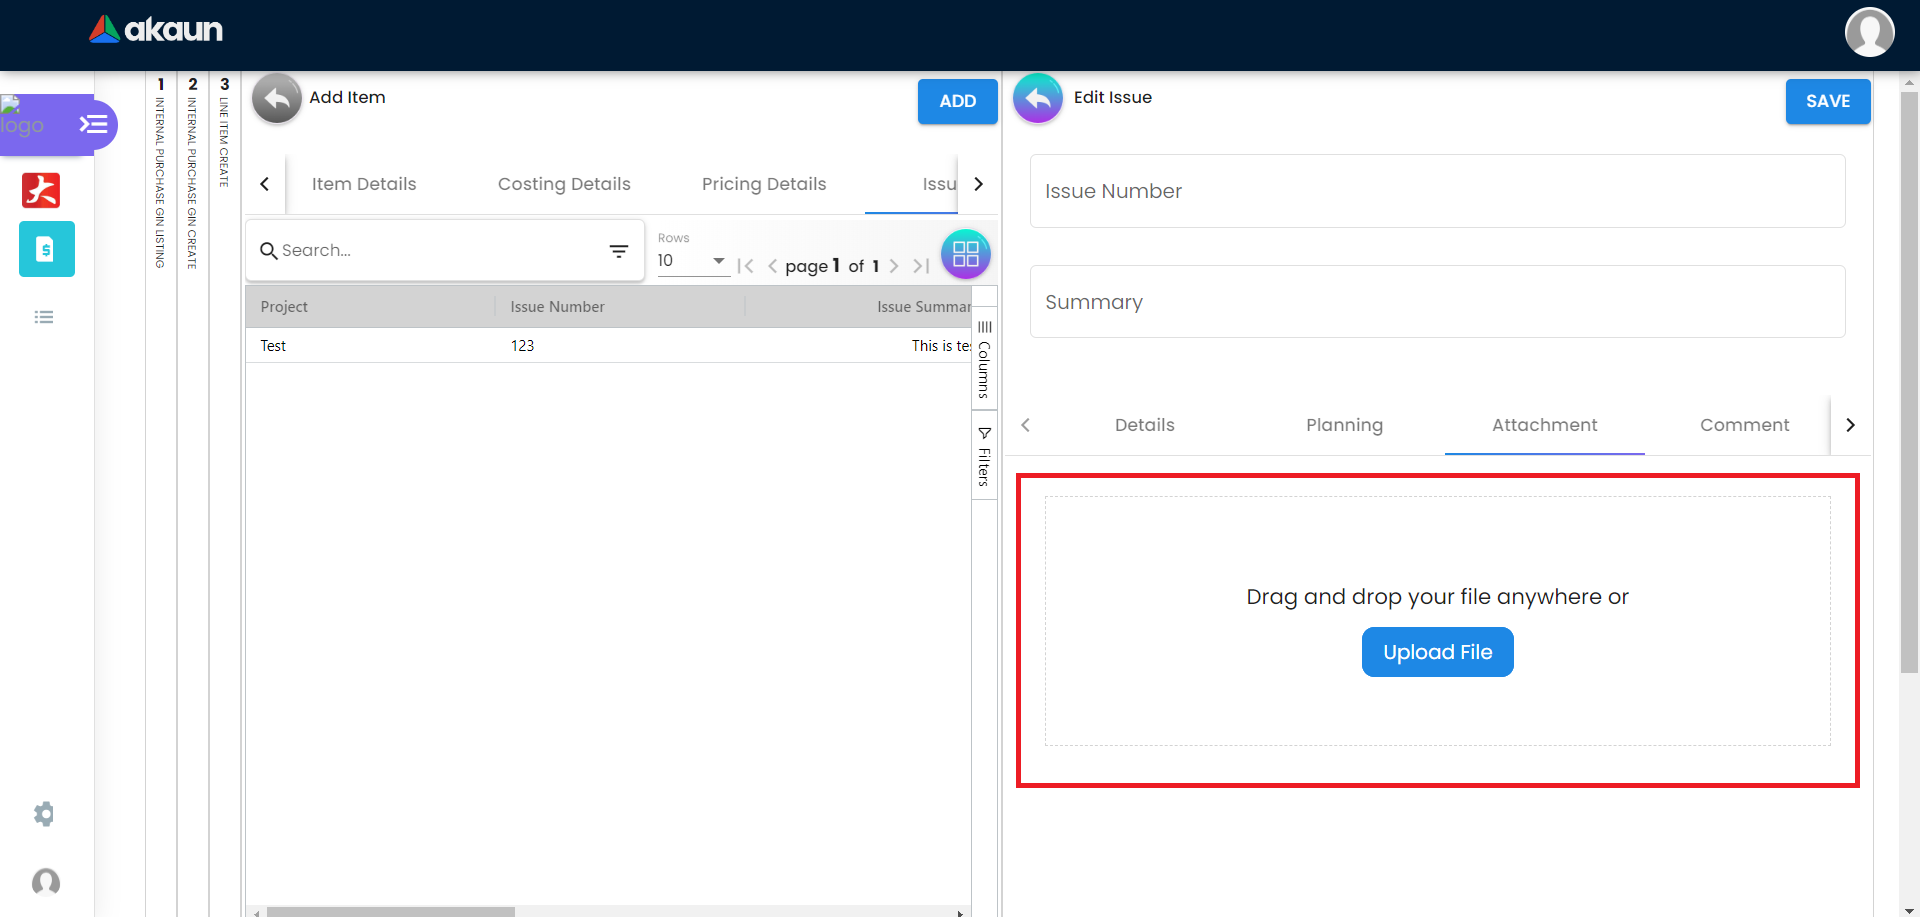 akaun
logo
1 INTERNAL PURCHASE GIN LISTING
2 INTERNAL PURCHASE GIN CREATE
3 LINE ITEM CREATE
Add Item
ADD
Item Details
Costing Details
Pricing Details
Issu
Search...
Rows
10
page 1 of 1
Project
Issue Number
Issue Summar
Test
123
This is tes
Columns
Filters
Edit Issue
SAVE
Issue Number
Summary
Details
Planning
Attachment
Comment
Drag and drop your file anywhere or
Upload File